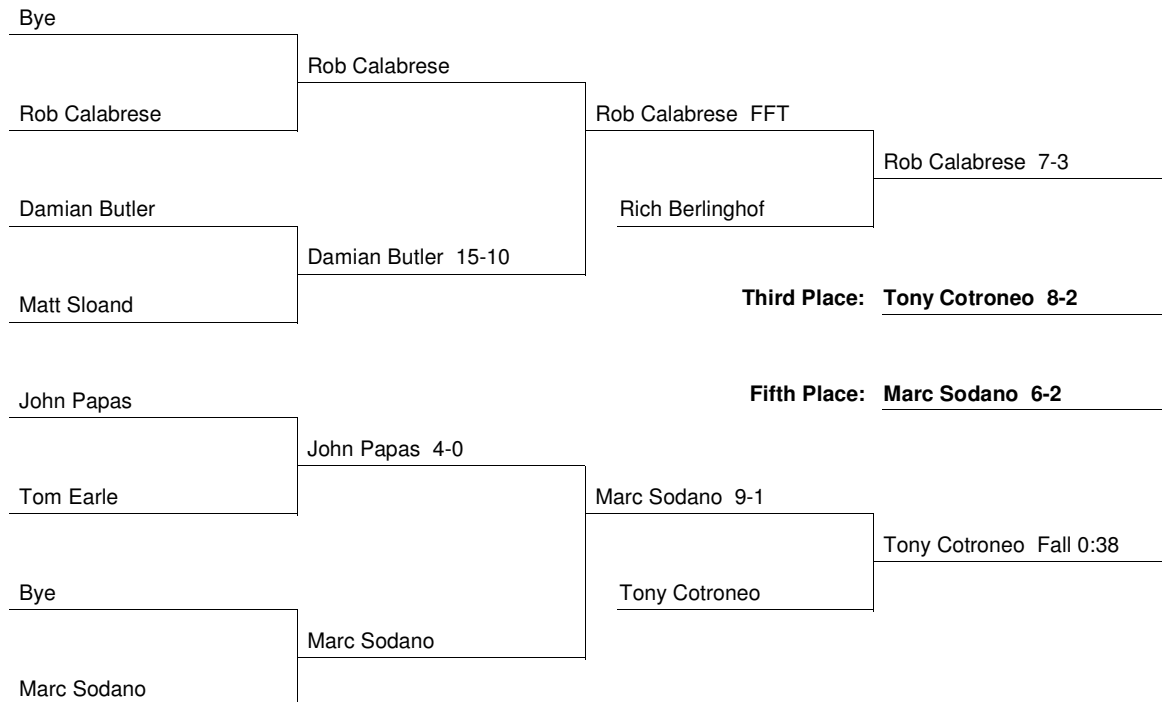 Bye
Rob Calabrese
Rob Calabrese
Rob Calabrese FFT
Rob Calabrese 7-3
Damian Butler
Rich Berlinghof
Damian Butler 15-10
Matt Sloand
Third Place: Tony Cotroneo 8-2
John Papas
Fifth Place: Marc Sodano 6-2
John Papas 4-0
Tom Earle
Marc Sodano 9-1
Tony Cotroneo Fall 0:38
Bye
Tony Cotroneo
Marc Sodano
Marc Sodano